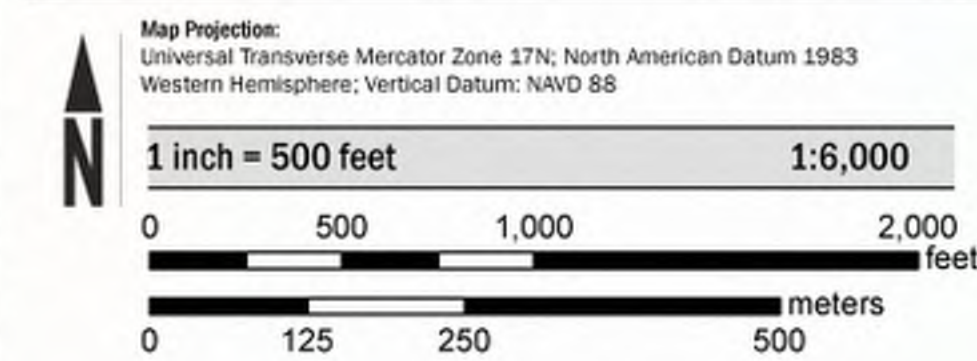 Map Projection:
Universal Transverse Mercator Zone 17N; North American Datum 1983
Western Hemisphere; Vertical Datum: NAVD 88
N
1 inch = 500 feet 1:6,000
0 500 1,000 2,000
feet
meters
0 125 250 500